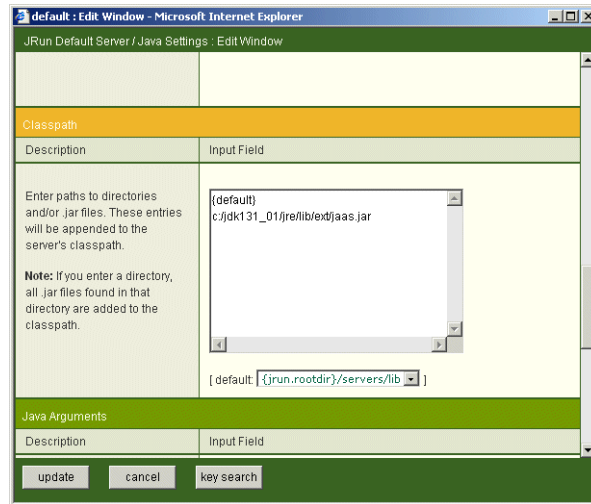 default : Edit Window - Microsoft Internet Explorer
JRun Default Server / Java Settings : Edit Window
Classpath
Description Input Field
Enter paths to directories
and/or .jar files. These entries
will be appended to the
server's classpath.
Note: If you enter a directory,
all .jar files found in that
directory are added to the
classpath.
{default}
c:/jdk131_01/jre/lib/ext/jaas.jar
[ default: {jrun.rootdir}/servers/lib ]
Java Arguments
Description Input Field
update cancel key search